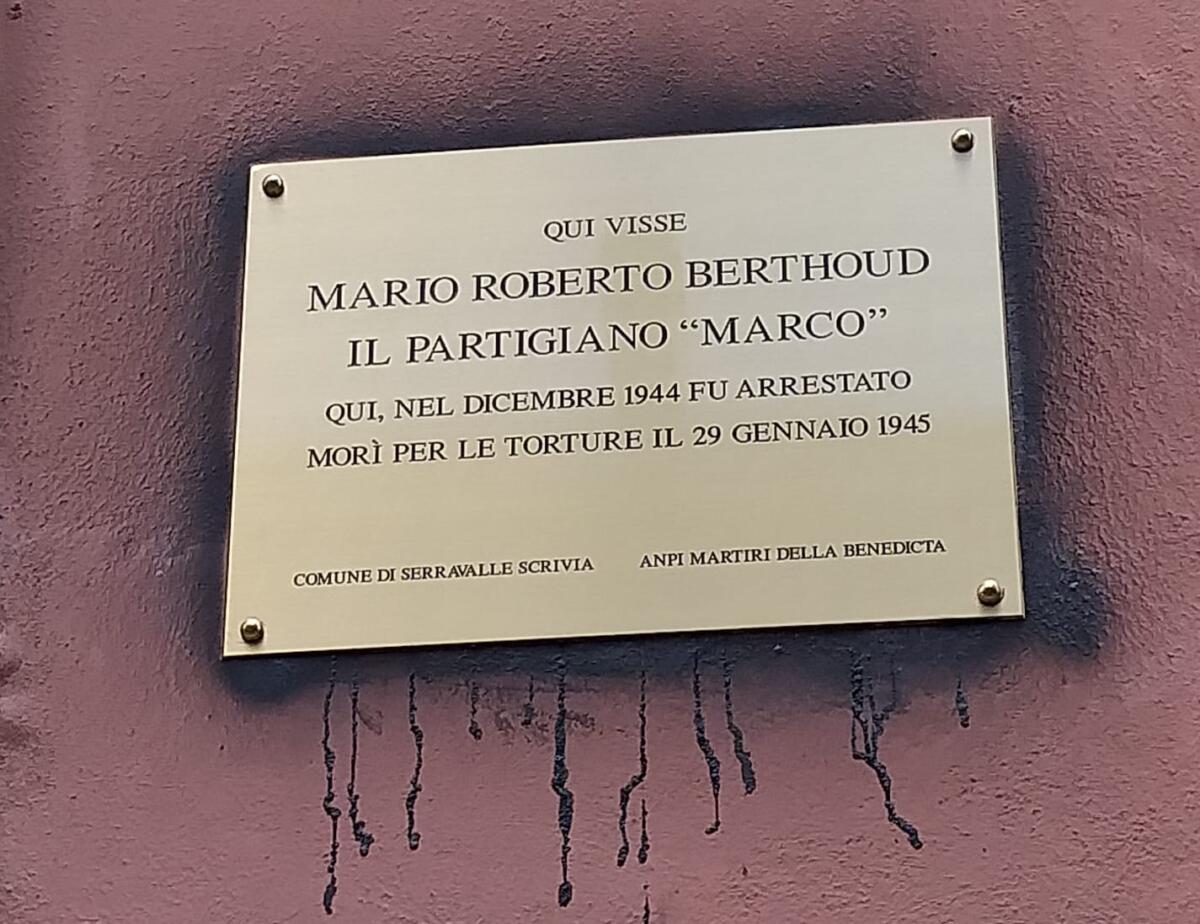 QUI VISSE
MARIO ROBERTO BERTHOUD
IL PARTIGIANO “MARCO”
QUI, NEL DICEMBRE 1944 FU ARRESTATO
MORÌ PER LE TORTURE IL 29 GENNAIO 1945
COMUNE DI SERRAVALLE SCRIVIA ANPI MARTIRI DELLA BENEDICTA